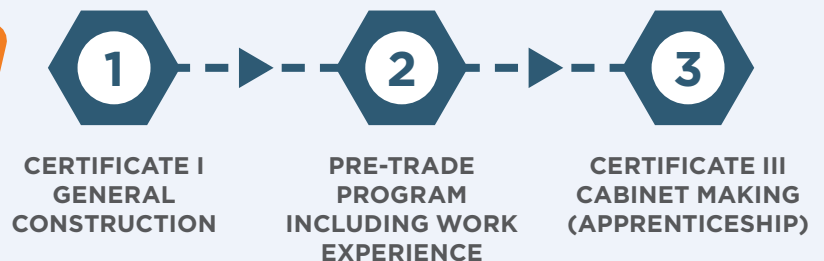 1
2
3
CERTIFICATE I
GENERAL
CONSTRUCTION
PRE-TRADE
PROGRAM
INCLUDING WORK
EXPERIENCE
CERTIFICATE III
CABINET MAKING
(APPRENTICESHIP)